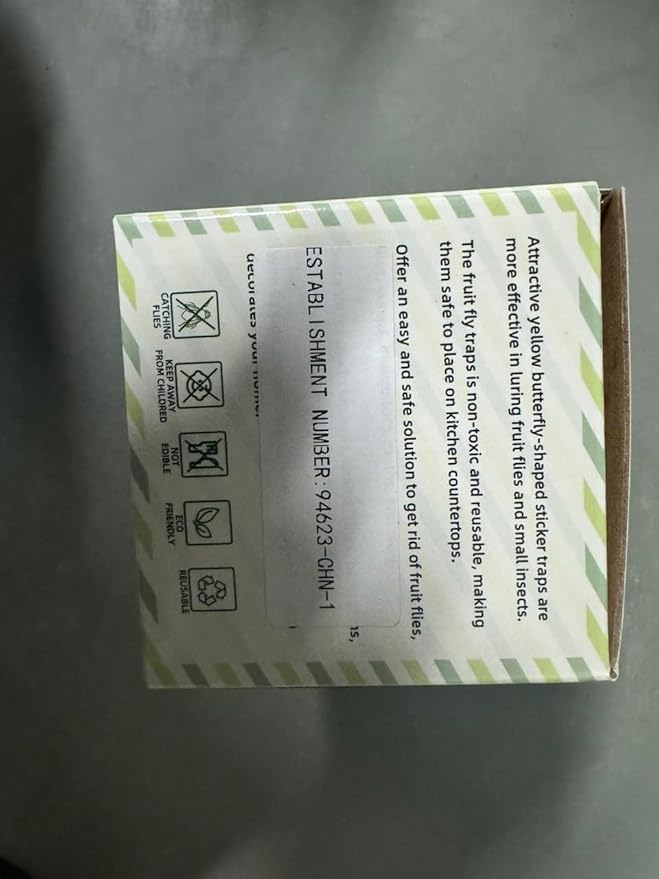 Attractive yellow butterfly-shaped sticker traps are
more effective in luring fruit flies and small insects.
The fruit fly traps is non-toxic and reusable, making
them safe to place on kitchen countertops.
Offer an easy and safe solution to get rid of fruit flies,
ESTABLISHMENT NUMBER:94623-CHN-1
decorates your home.
CATCHING
FLIES
KEEP AWAY
FROM CHILDRED
NOT
EDIBLE
ECO
FRIENDLY
REUSABLE